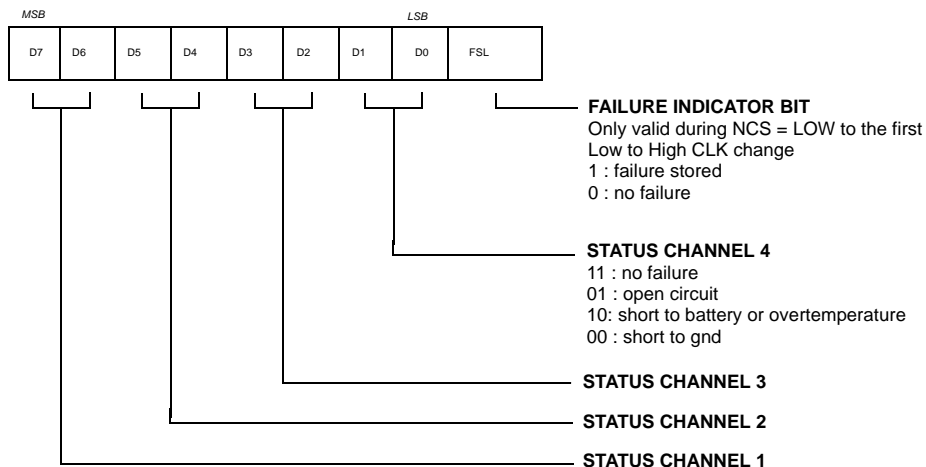 MSB LSB
D7 D6 D5 D4 D3 D2 D1 D0 FSL
FAILURE INDICATOR BIT
Only valid during NCS = LOW to the first
Low to High CLK change
1 : failure stored
0 : no failure
STATUS CHANNEL 4
11 : no failure
01 : open circuit
10: short to battery or overtemperature
00 : short to gnd
STATUS CHANNEL 3
STATUS CHANNEL 2
STATUS CHANNEL 1